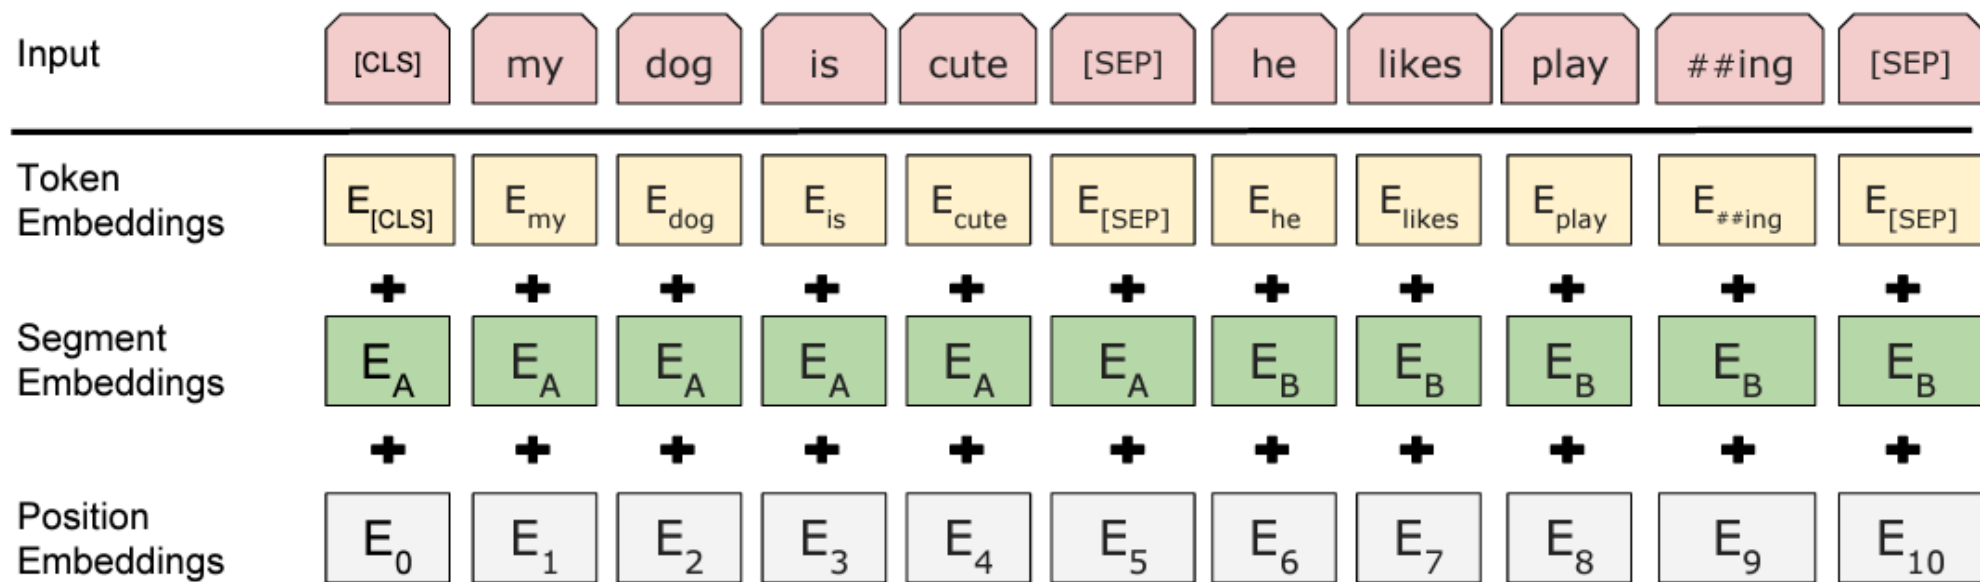 Input [CLS] my dog is cute [SEP] he likes play ##ing [SEP]
Token
Embeddings E[CLS] Emy Edog Eis Ecute E[SEP] Ehe Elikes Eplay E##ing E[SEP]
+ + + + + + + + + + +
Segment
Embeddings EA EA EA EA EA EA EB EB EB EB EB
+ + + + + + + + + + +
Position
Embeddings E0 E1 E2 E3 E4 E5 E6 E7 E8 E9 E10